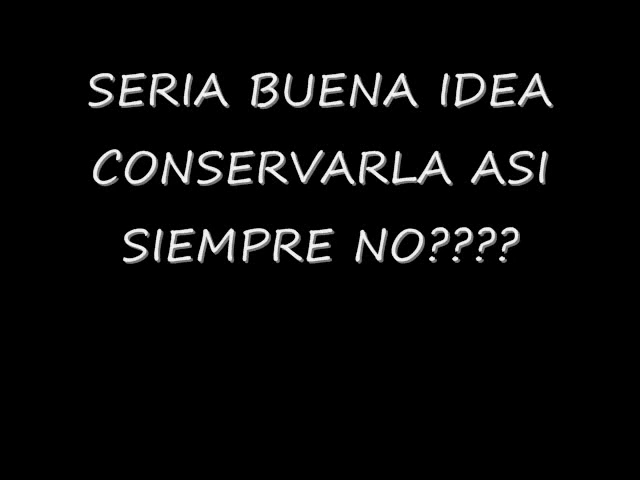 SERIA BUENA IDEA
CONSERVARLA ASI
SIEMPRE NO????